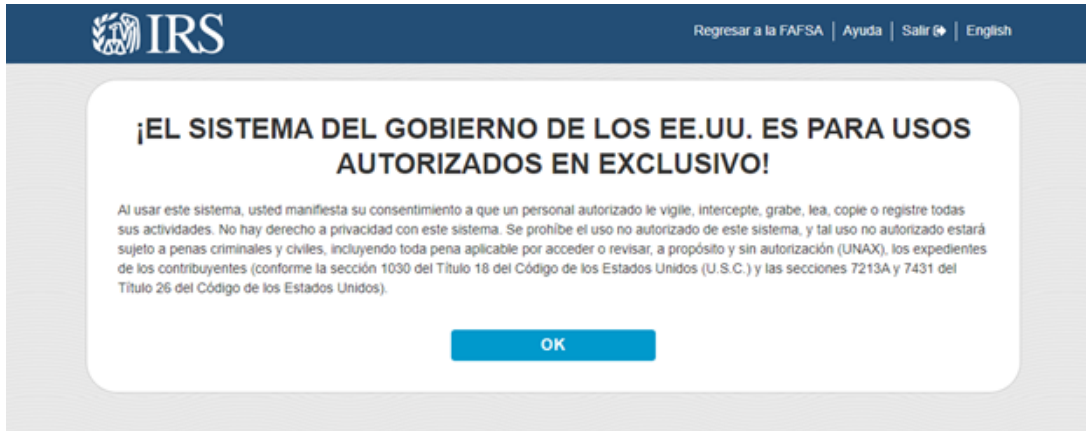 IRS
Regresar a la FAFSA | Ayuda | Salir | English
¡EL SISTEMA DEL GOBIERNO DE LOS EE.UU. ES PARA USOS
AUTORIZADOS EN EXCLUSIVO!
Al usar este sistema, usted manifiesta su consentimiento a que un personal autorizado le vigile, intercepte, grabe, lea, copie o registre todas
sus actividades. No hay derecho a privacidad con este sistema. Se prohíbe el uso no autorizado de este sistema, y tal uso no autorizado estará
sujeto a penas criminales y civiles, incluyendo toda pena aplicable por acceder o revisar, a propósito y sin autorización (UNAX), los expedientes
de los contribuyentes (conforme la sección 1030 del Título 18 del Código de los Estados Unidos (U.S.C.) y las secciones 7213A y 7431 del
Título 26 del Código de los Estados Unidos).
OK